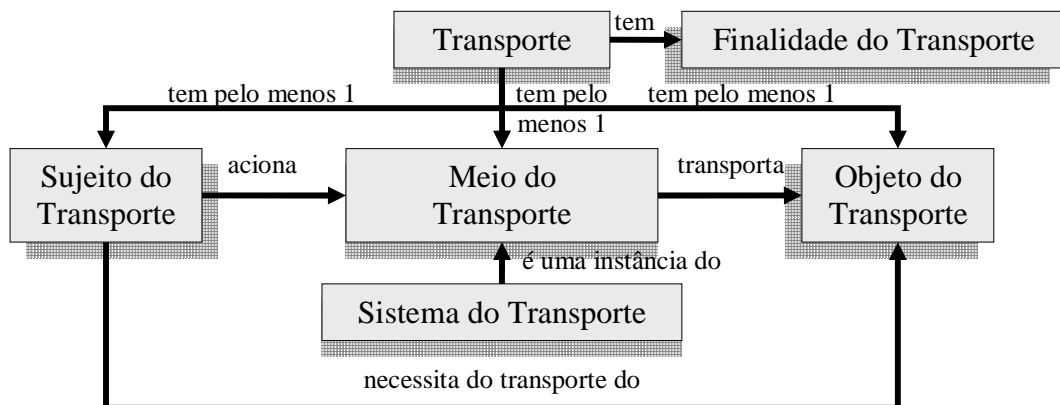 Transporte
tem
Finalidade do Transporte
tem pelo menos 1
tem pelo
menos 1
tem pelo menos 1
Sujeito do
Transporte
aciona
Meio do
Transporte
transporta
Objeto do
Transporte
é uma instância do
Sistema do Transporte
necessita do transporte do